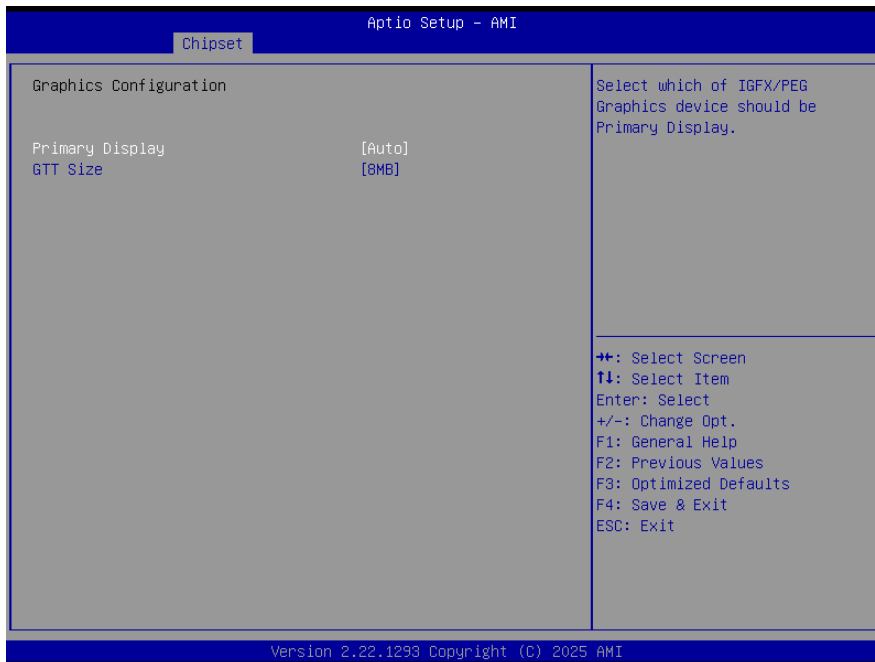 Aptio Setup – AMI
Chipset
Graphics Configuration
Primary Display [Auto]
GTT Size [8MB]
Select which of IGFX/PEG
Graphics device should be
Primary Display.
→←: Select Screen
↑↓: Select Item
Enter: Select
+/-: Change Opt.
F1: General Help
F2: Previous Values
F3: Optimized Defaults
F4: Save & Exit
ESC: Exit
Version 2.22.1293 Copyright (C) 2025 AMI